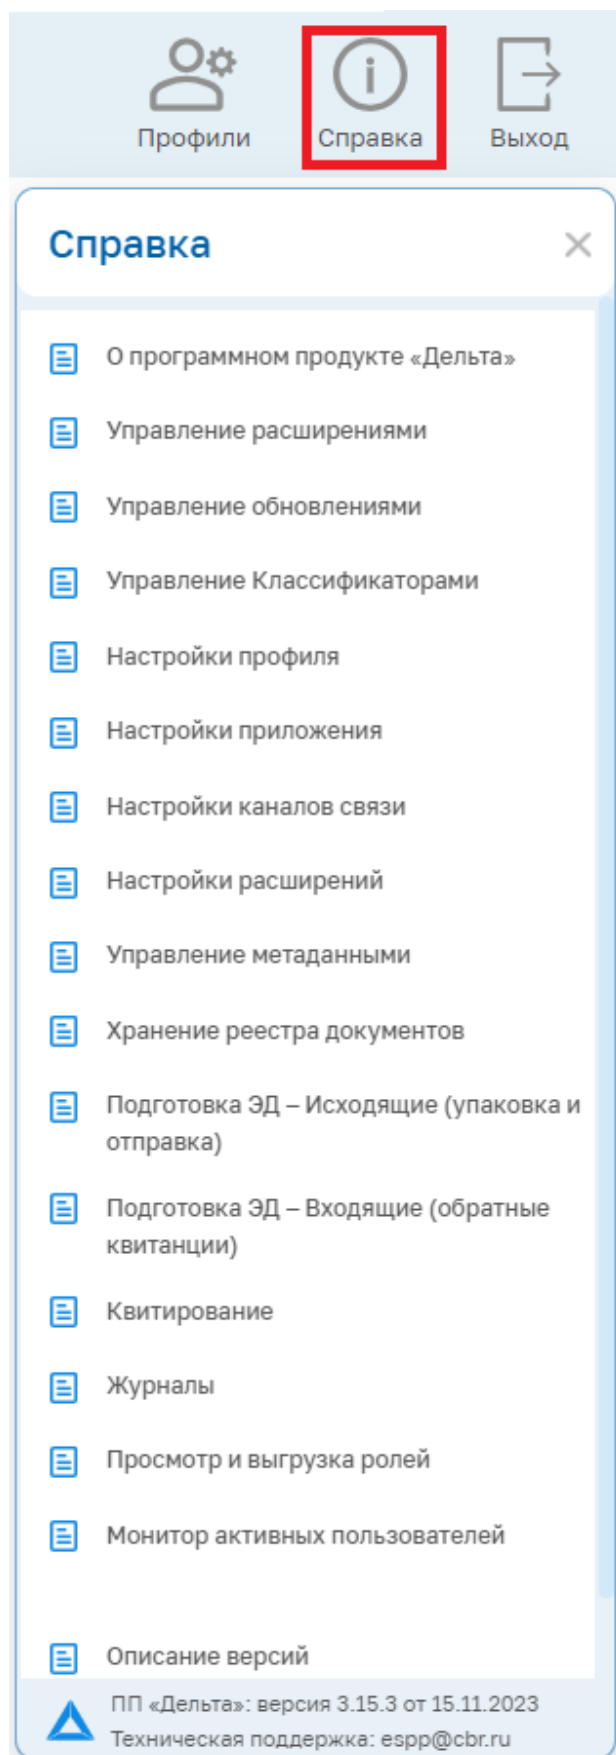 Профили Справка Выход
Справка
О программном продукте «Дельта»
Управление расширениями
Управление обновлениями
Управление Классификаторами
Настройки профиля
Настройки приложения
Настройки каналов связи
Настройки расширений
Управление метаданными
Хранение реестра документов
Подготовка ЭД – Исходящие (упаковка и
отправка)
Подготовка ЭД – Входящие (обратные
квитанции)
Квитирование
Журналы
Просмотр и выгрузка ролей
Монитор активных пользователей
Описание версий
ПП «Дельта»: версия 3.15.3 от 15.11.2023
Техническая поддержка: espp@cbr.ru